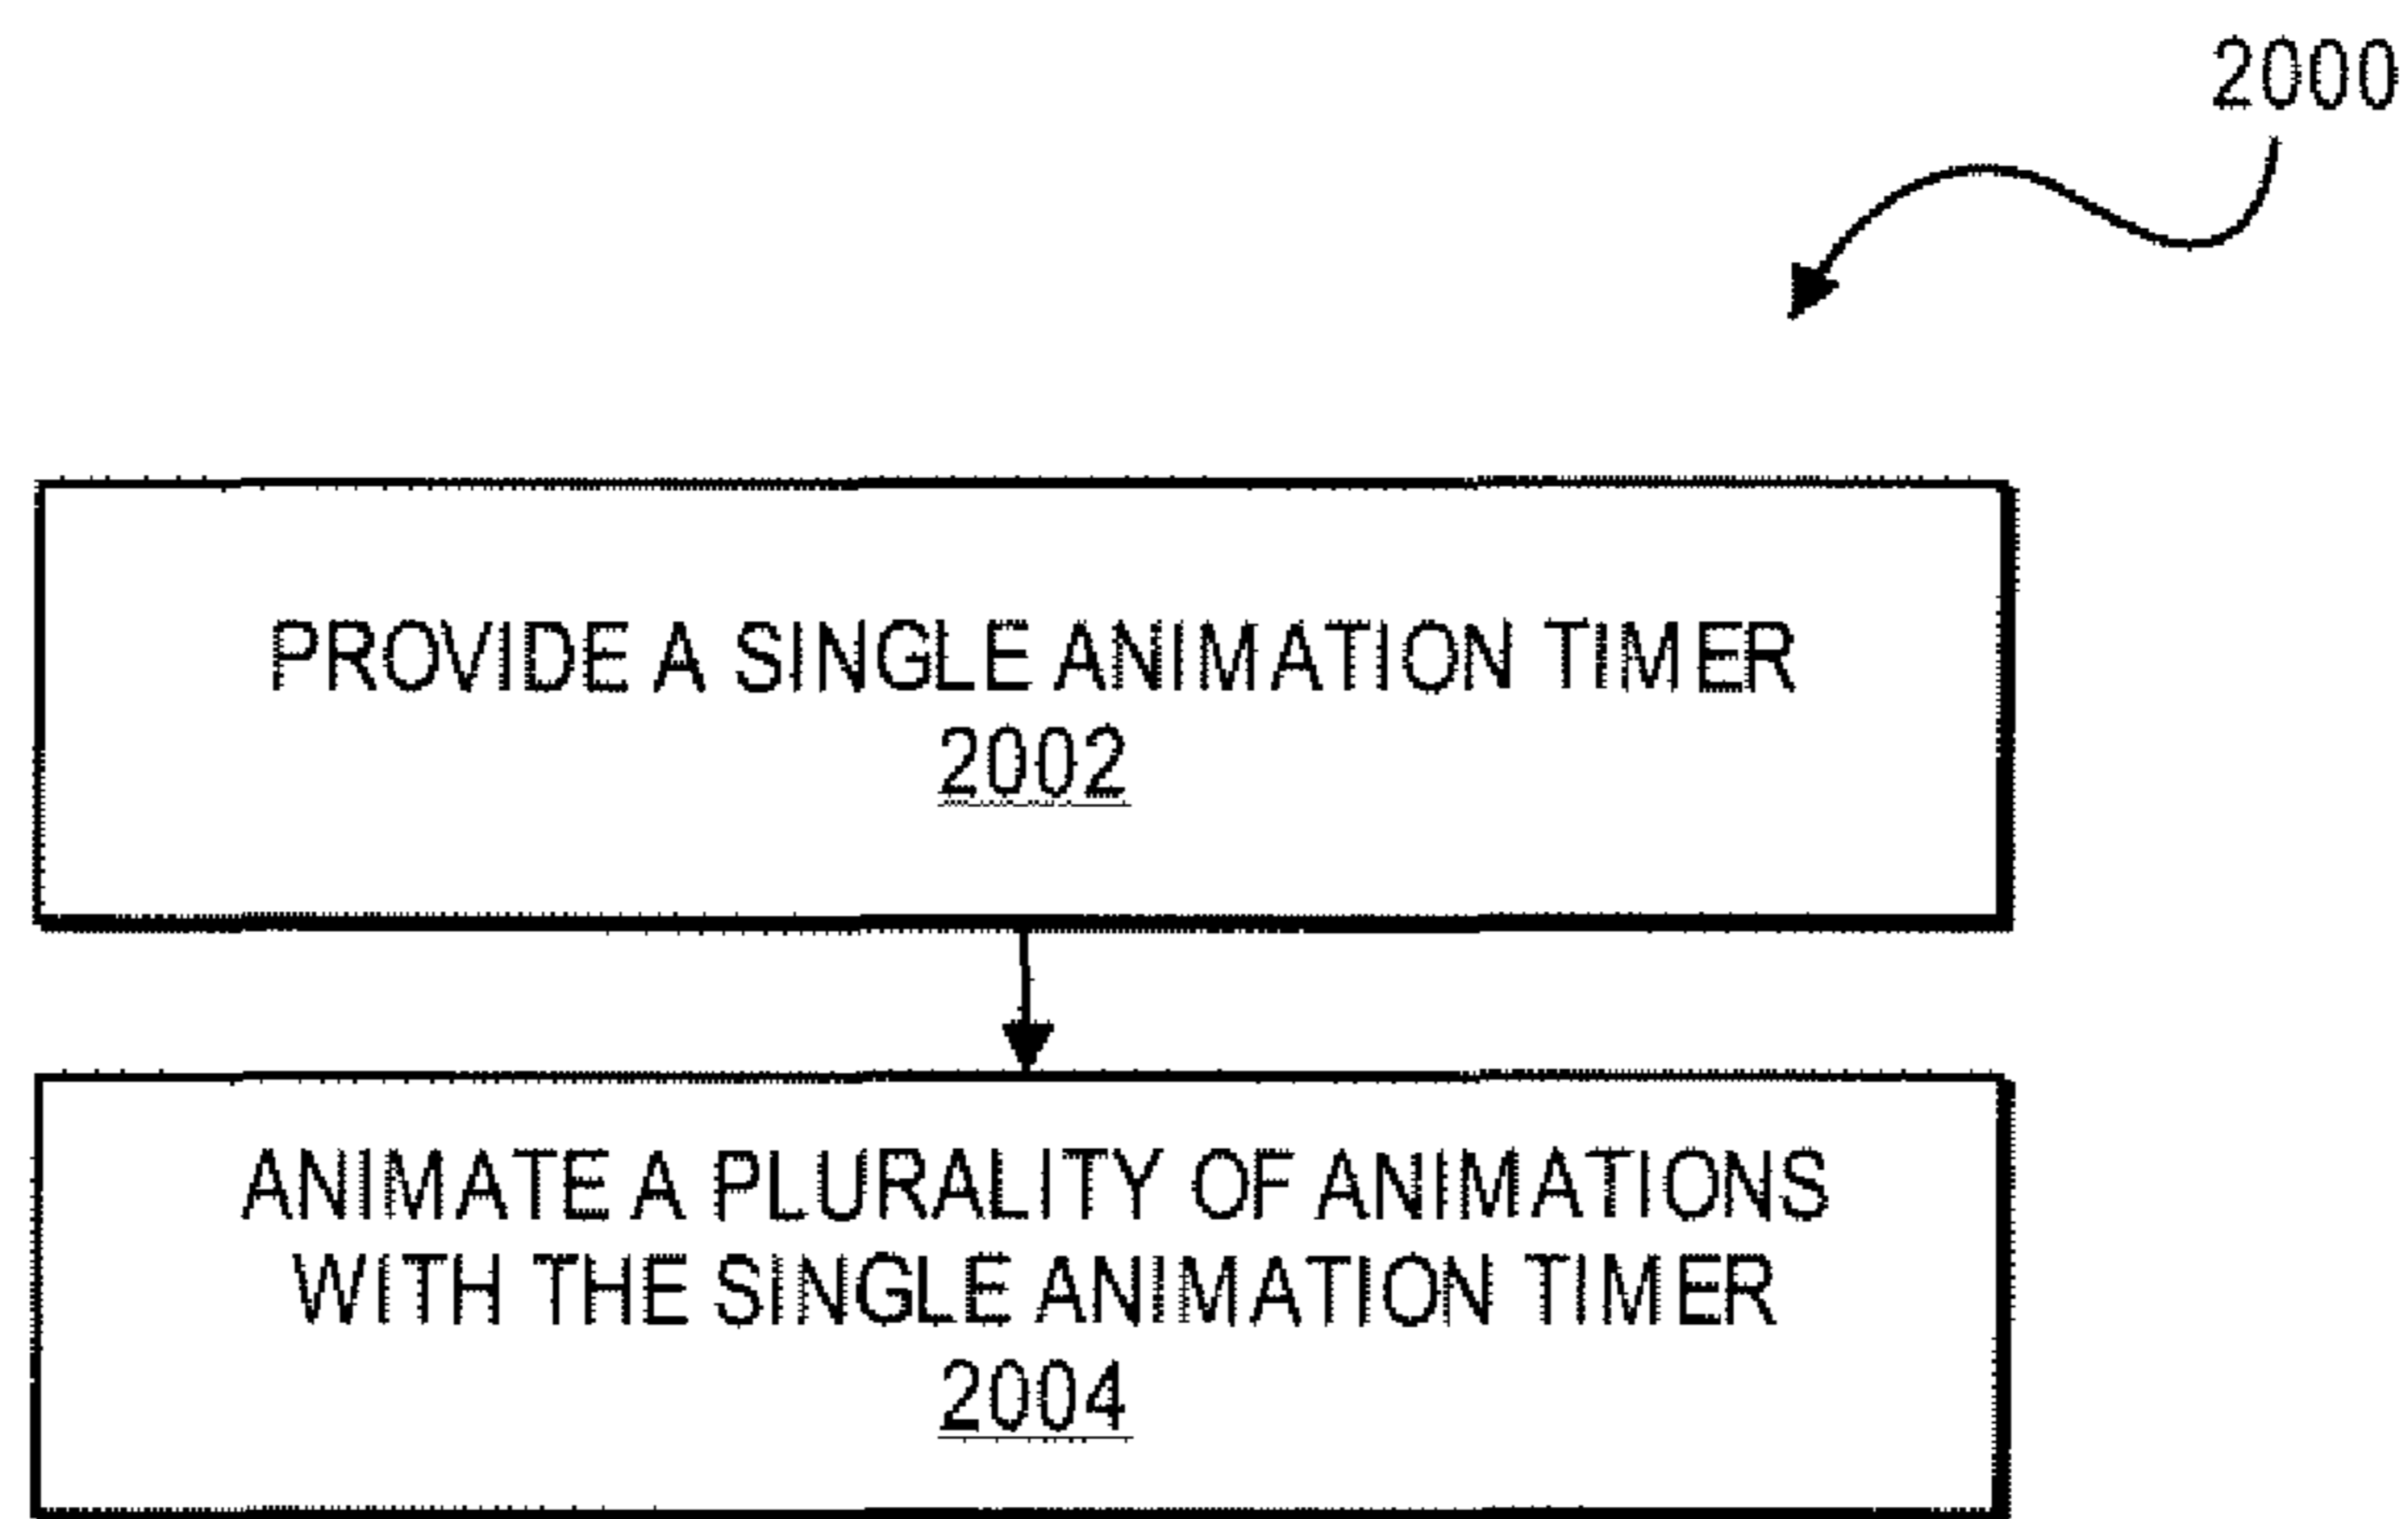 2000
PROVIDE A SINGLE ANIMATION TIMER
2002
ANIMATE A PLURALITY OF ANIMATIONS
WITH THE SINGLE ANIMATION TIMER
2004